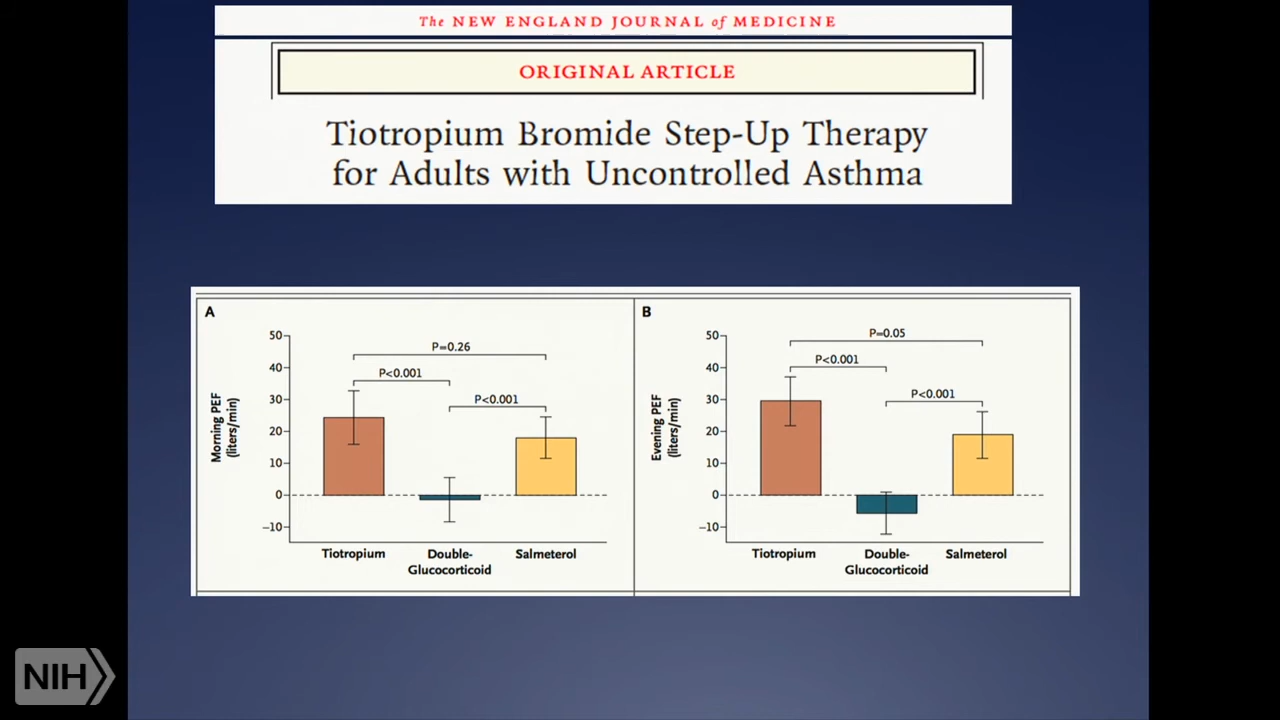 The NEW ENGLAND JOURNAL of MEDICINE
ORIGINAL ARTICLE
Tiotropium Bromide Step-Up Therapy
for Adults with Uncontrolled Asthma
A
Morning PEF
(liters/min)
50
40
30
20
10
0
−10
P=0.26
P<0.001
P<0.001
Tiotropium
Double-
Glucocorticoid
Salmeterol
B
Evening PEF
(liters/min)
50
40
30
20
10
0
−10
P=0.05
P<0.001
P<0.001
Tiotropium
Double-
Glucocorticoid
Salmeterol
NIH